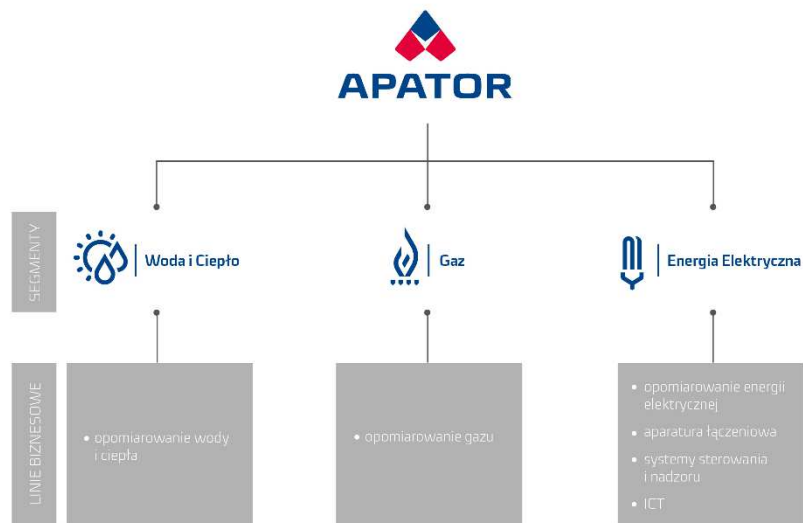 APATOR
SEGMENTY
Woda i Ciepło
Gaz
Energia Elektryczna
LINIE BIZNESOWE
• opomiarowanie wody
i ciepła
• opomiarowanie gazu
• opomiarowanie energii
elektrycznej
• aparatura łączeniowa
• systemy sterowania
i nadzoru
• ICT